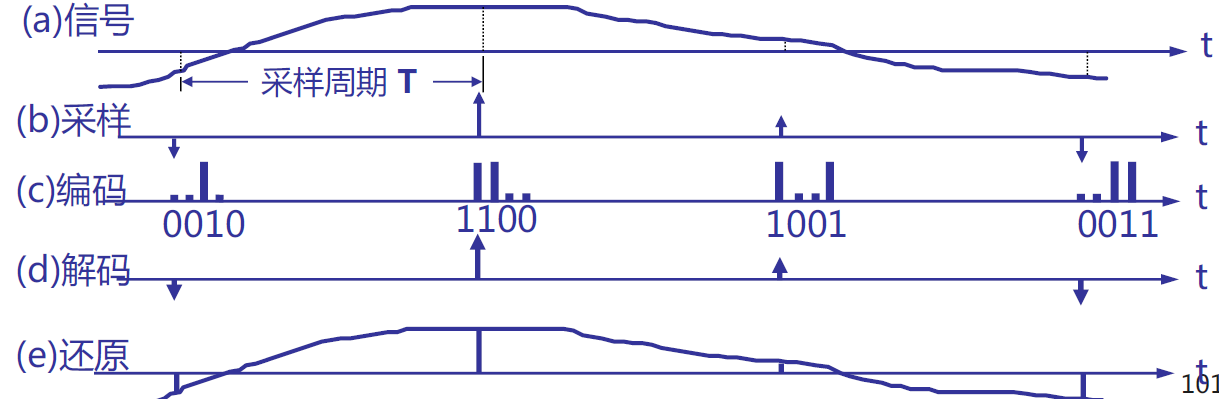 (a)信号
t
采样周期 T
(b)采样
t
(c)编码
t
0010
1100
1001
0011
(d)解码
t
(e)还原
t
101